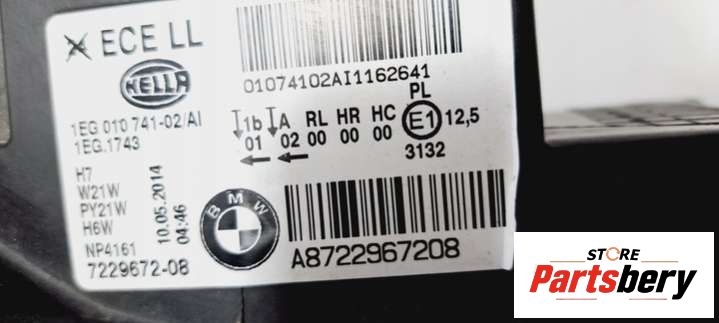 ECE LL
HELLA
1EG 010 741-02/AI
1EG.1743
H7
W21W
PY21W
H6W
NP4161
7229672-08
10.05.2014
04:46
01074102AI1162641
PL
1b A RL HR HC E1 12,5
01 02 00 00 00
3132
BMW
A8722967208
STORE
Partsbery